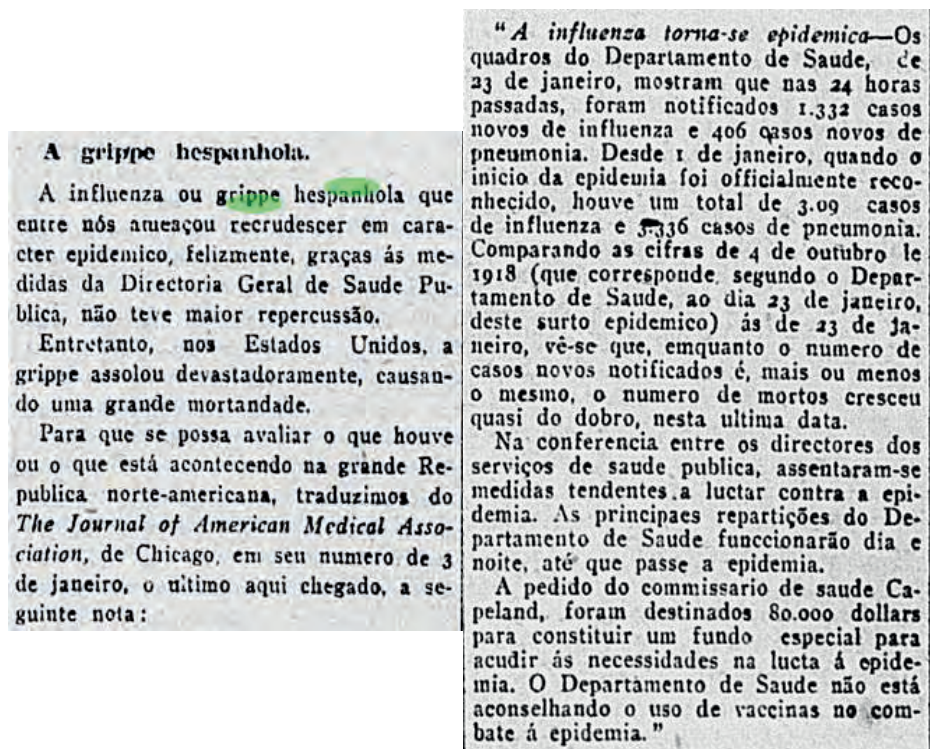 A grippe hespanhola.
A influenza ou grippe hespanhola que
entre nós ameaçou recrudescer em cara-
cter epidemico, felizmente, graças ás me-
didas da Directoria Geral de Saude Pu-
blica, não teve maior repercussão.
Entretanto, nos Estados Unidos, a
grippe assolou devastadoramente, causan-
do uma grande mortandade.
Para que se possa avaliar o que houve
ou o que está acontecendo na grande Re-
publica norte-americana, traduzimos do
The Journal of American Medical Asso-
ciation, de Chicago, em seu numero de 3
de janeiro, o ultimo aqui chegado, a se-
guinte nota:
"A influenza torna-se epidemica—Os
quadros do Departamento de Saude, de
23 de janeiro, mostram que nas 24 horas
passadas, foram notificados 1.332 casos
novos de influenza e 406 casos novos de
pneumonia. Desde 1 de janeiro, quando o
inicio da epidemia foi officialmente reco-
nhecido, houve um total de 3.09 casos
de influenza e 336 casos de pneumonia.
Comparando as cifras de 4 de outubro le
1918 (que corresponde, segundo o Depar-
tamento de Saude, ao dia 23 de janeiro,
deste surto epidemico) ás de 23 de ja-
neiro, vê-se que, emquanto o numero de
casos novos notificados é, mais ou menos
o mesmo, o numero de mortos cresceu
quasi do dobro, nesta ultima data.
Na conferencia entre os directores dos
serviços de saude publica, assentaram-se
medidas tendentes a luctar contra a epi-
demia. As principaes repartições do De-
partamento de Saude funccionarão dia e
noite, até que passe a epidemia.
A pedido do commissario de saude Ca-
peland, foram destinados 80.000 dollars
para constituir um fundo especial para
acudir ás necessidades na lucta á epide-
mia. O Departamento de Saude não está
aconselhando o uso de vaccinas no com-
bate á epidemia."